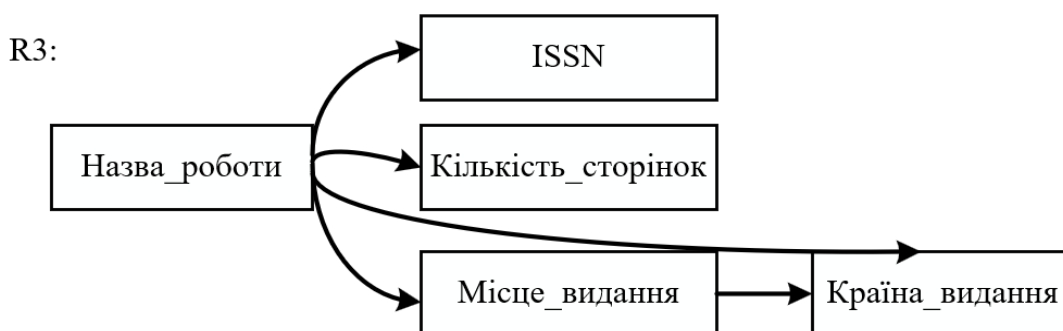 R3:
ISSN
Назва_роботи
Кількість_сторінок
Місце_видання
Країна_видання